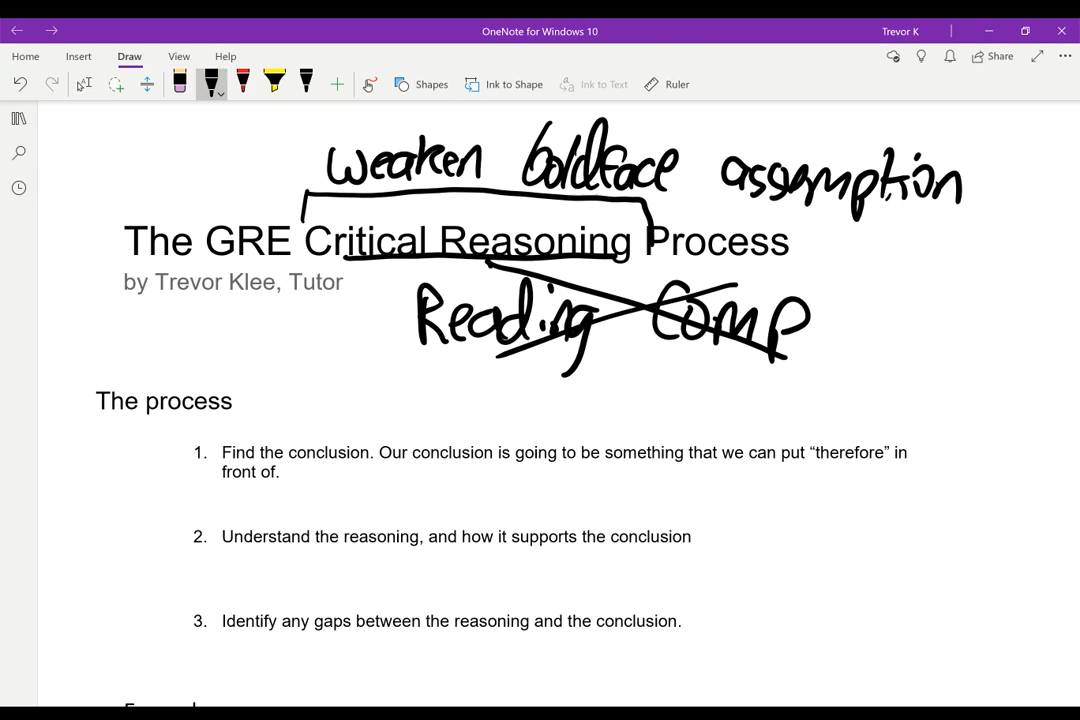 OneNote for Windows 10
Trevor K
Home Insert Draw View Help
Share
Shapes Ink to Shape Ink to Text Ruler
weaken boldface assumption
The GRE Critical Reasoning Process
by Trevor Klee, Tutor
Reading Comp
The process
1. Find the conclusion. Our conclusion is going to be something that we can put “therefore” in
front of.
2. Understand the reasoning, and how it supports the conclusion
3. Identify any gaps between the reasoning and the conclusion.